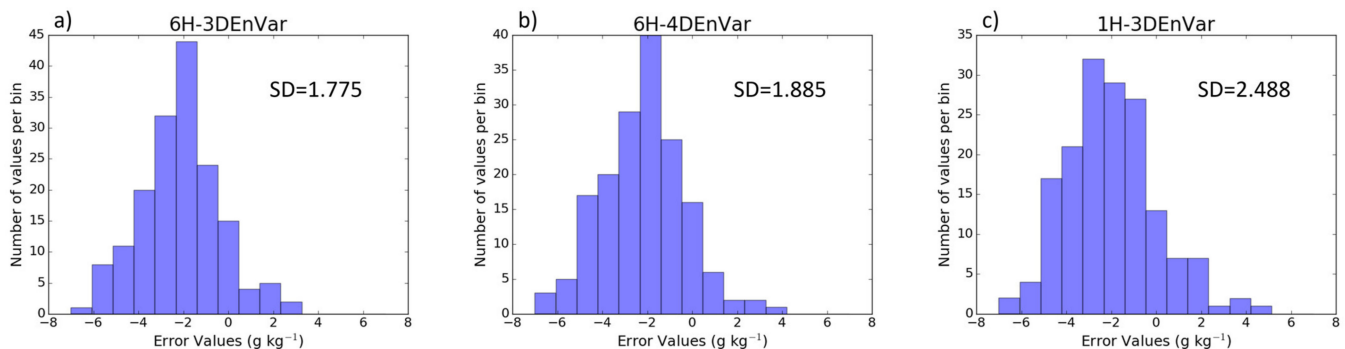 a) 6H-3DEnVar
SD=1.775
Number of values per bin
45
40
35
30
25
20
15
10
5
0
−8 −6 −4 −2 0 2 4 6 8
Error Values (g kg⁻¹)
b) 6H-4DEnVar
SD=1.885
Number of values per bin
40
35
30
25
20
15
10
5
0
−8 −6 −4 −2 0 2 4 6 8
Error Values (g kg⁻¹)
c) 1H-3DEnVar
SD=2.488
Number of values per bin
35
30
25
20
15
10
5
0
−8 −6 −4 −2 0 2 4 6 8
Error Values (g kg⁻¹)